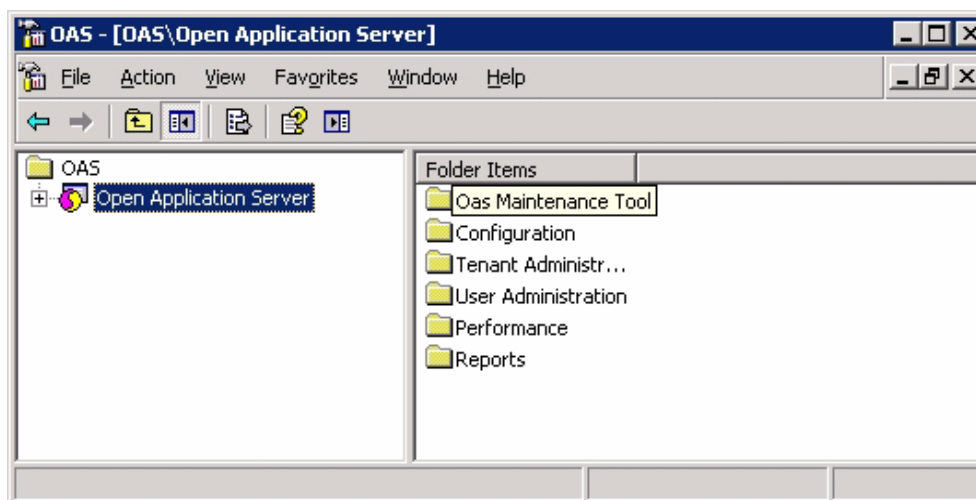 OAS - [OAS\Open Application Server]
File Action View Favorites Window Help
OAS
Open Application Server
Folder Items
Oas Maintenance Tool
Configuration
Tenant Administr...
User Administration
Performance
Reports